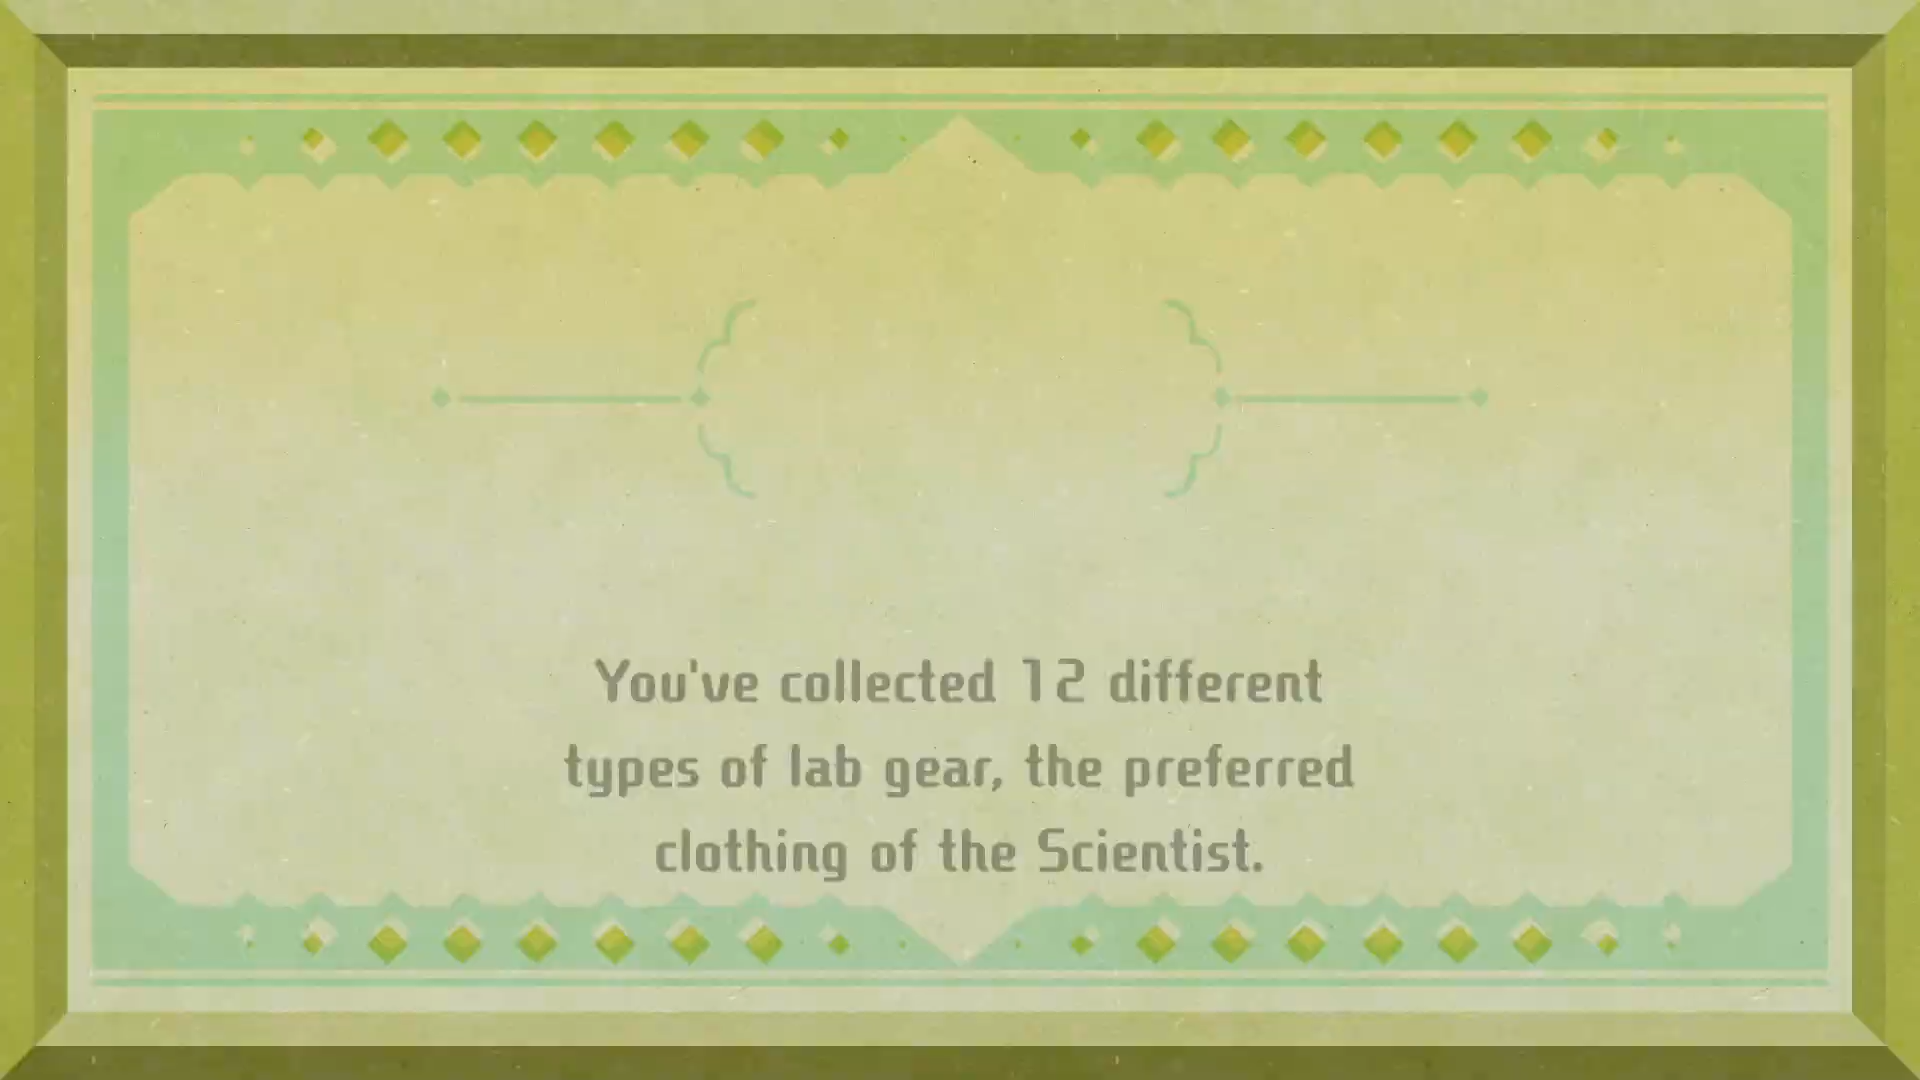 You've collected 12 different
types of lab gear, the preferred
clothing of the Scientist.